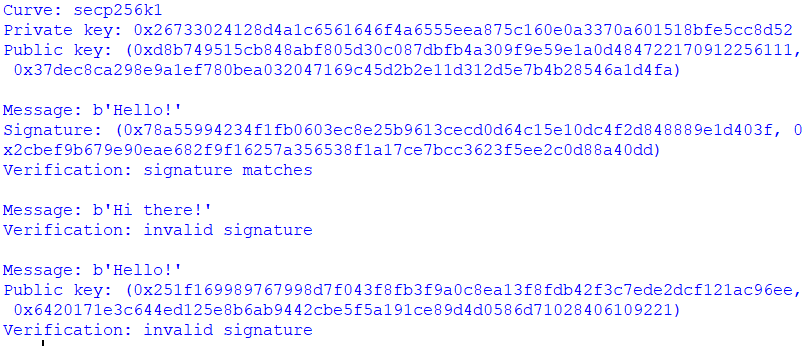 Curve: secp256k1
Private key: 0x26733024128d4a1c6561646f4a6555eea875c160e0a3370a601518bfe5cc8d52
Public key: (0xd8b749515cb848abf805d30c087dbfb4a309f9e59e1a0d484722170912256111,
 0x37dec8ca298e9a1ef780bea032047169c45d2b2e11d312d5e7b4b28546a1d4fa)

Message: b'Hello!'
Signature: (0x78a55994234f1fb0603ec8e25b9613cecd0d64c15e10dc4f2d848889e1d403f, 0
x2cbef9b679e90eae682f9f16257a356538f1a17ce7bcc3623f5ee2c0d88a40dd)
Verification: signature matches

Message: b'Hi there!'
Verification: invalid signature

Message: b'Hello!'
Public key: (0x251f169989767998d7f043f8fb3f9a0c8ea13f8fdb42f3c7ede2dcf121ac96ee,
 0x6420171e3c644ed125e8b6ab9442cbe5f5a191ce89d4d0586d71028406109221)
Verification: invalid signature